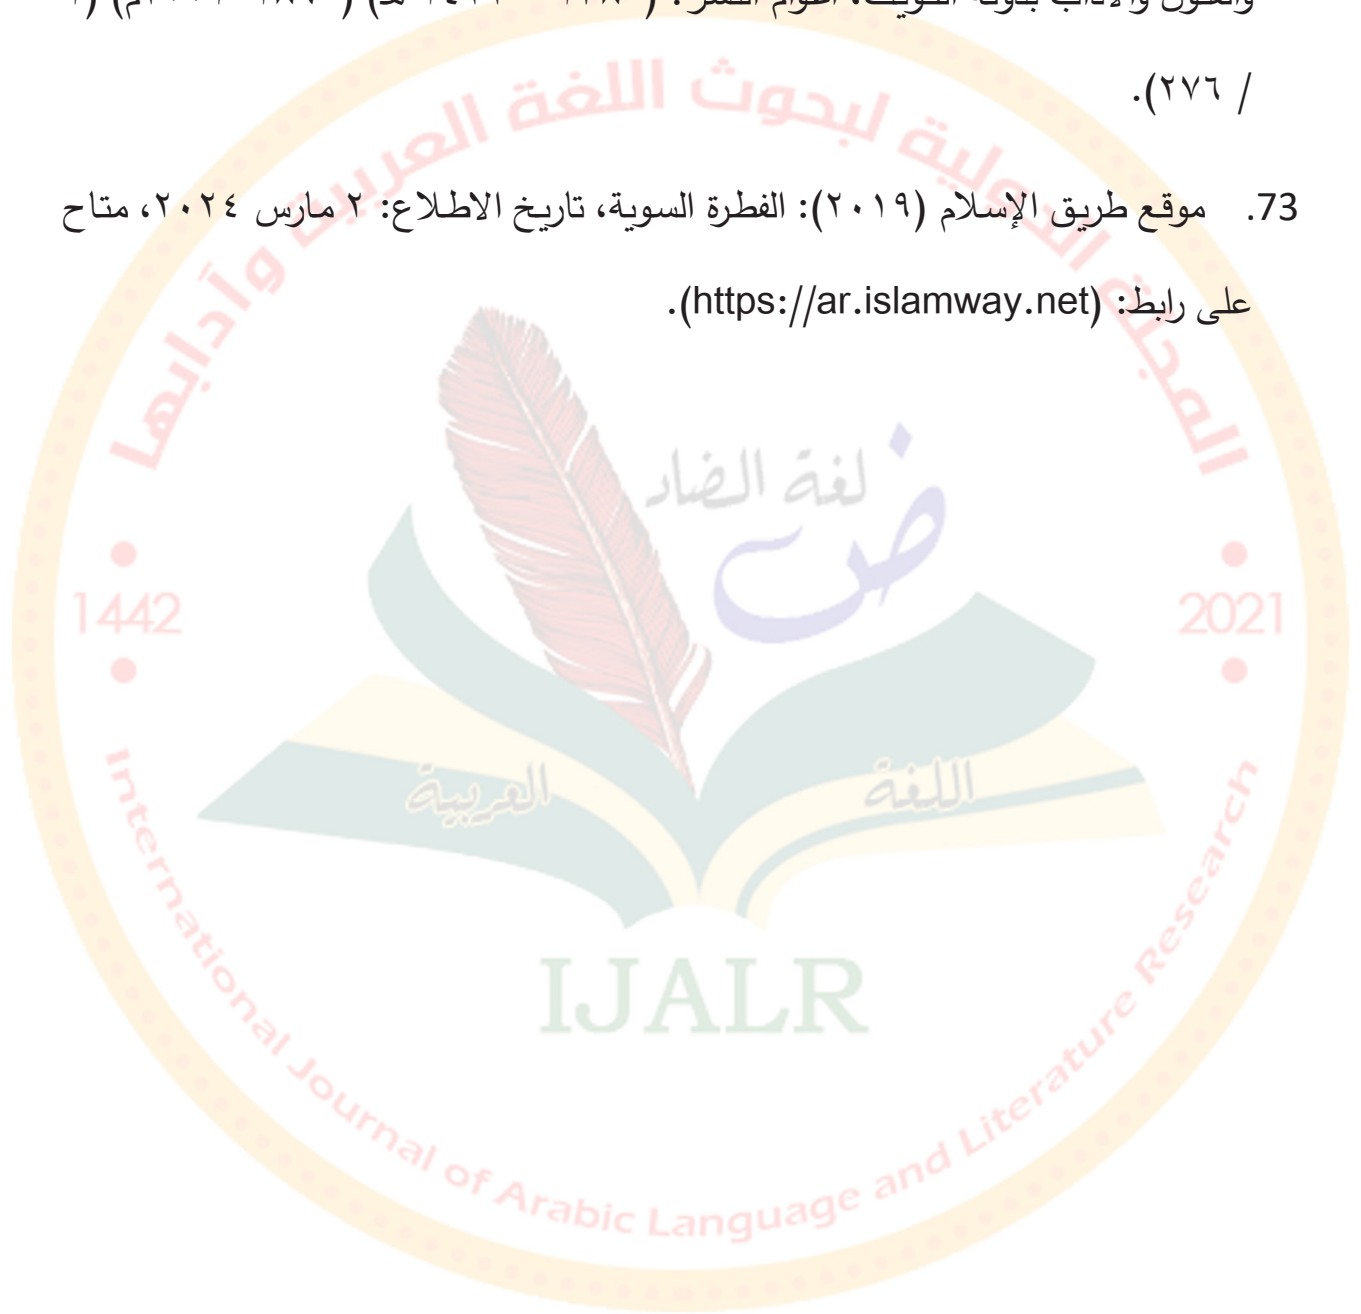 / ٢٧٦).
73. موقع طريق الإسلام (٢٠١٩): الفطرة السوية، تاريخ الاطلاع: ٢ مارس ٢٠٢٤، متاح
على رابط: (https://ar.islamway.net).
المجلة الدولية لبحوث اللغة العربية وآدابها
لغة الضاد
ض
1442
2021
العربية
اللغة
IJALR
International Journal of Arabic Language and Literature Research